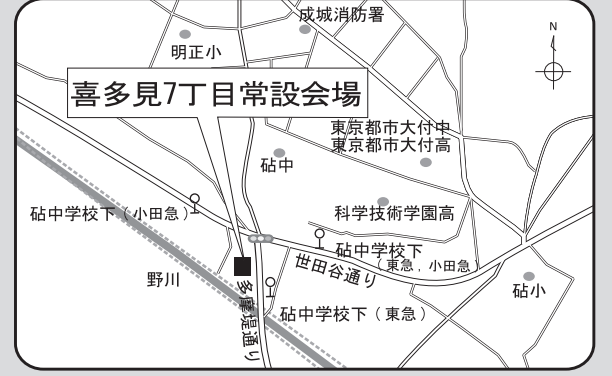 成城消防署
N
明正小
喜多見7丁目常設会場
東京都市大付中
東京都市大付高
砧中
砧中学校下（小田急）
科学技術学園高
砧中学校下
（東急，小田急）
世田谷通り
野川
砧小
多摩堤通り
砧中学校下（東急）